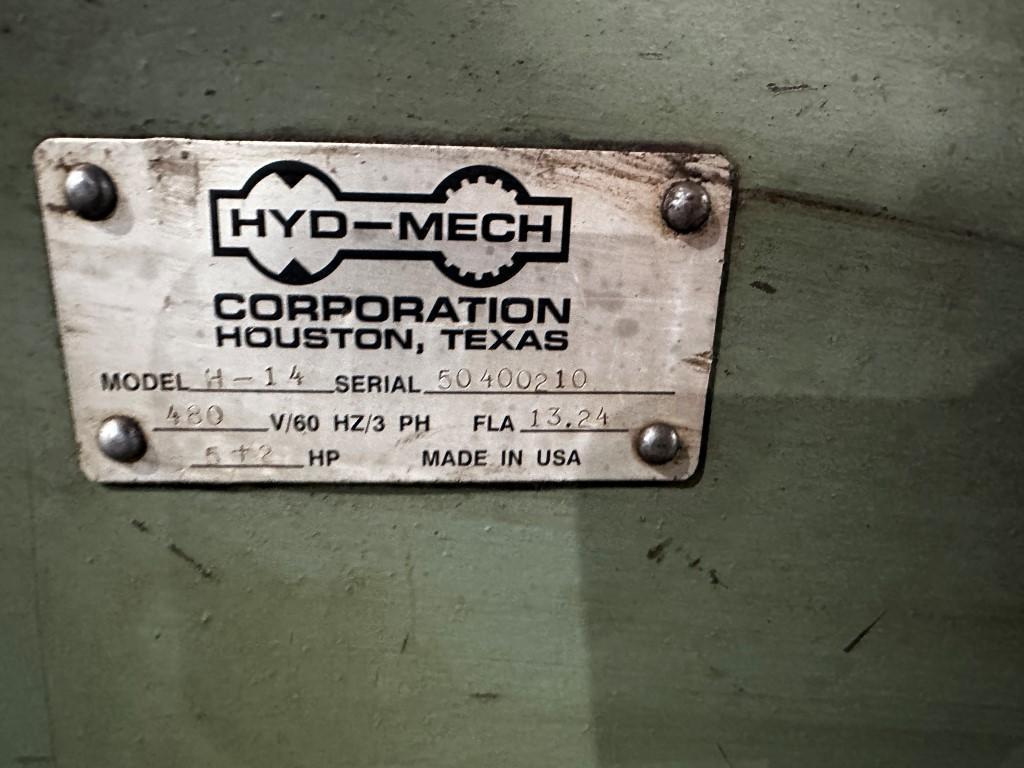 HYD-MECH
CORPORATION
HOUSTON, TEXAS
MODEL H-14 SERIAL 50400210
480 V/60 HZ/3 PH FLA 13.24
5+2 HP MADE IN USA